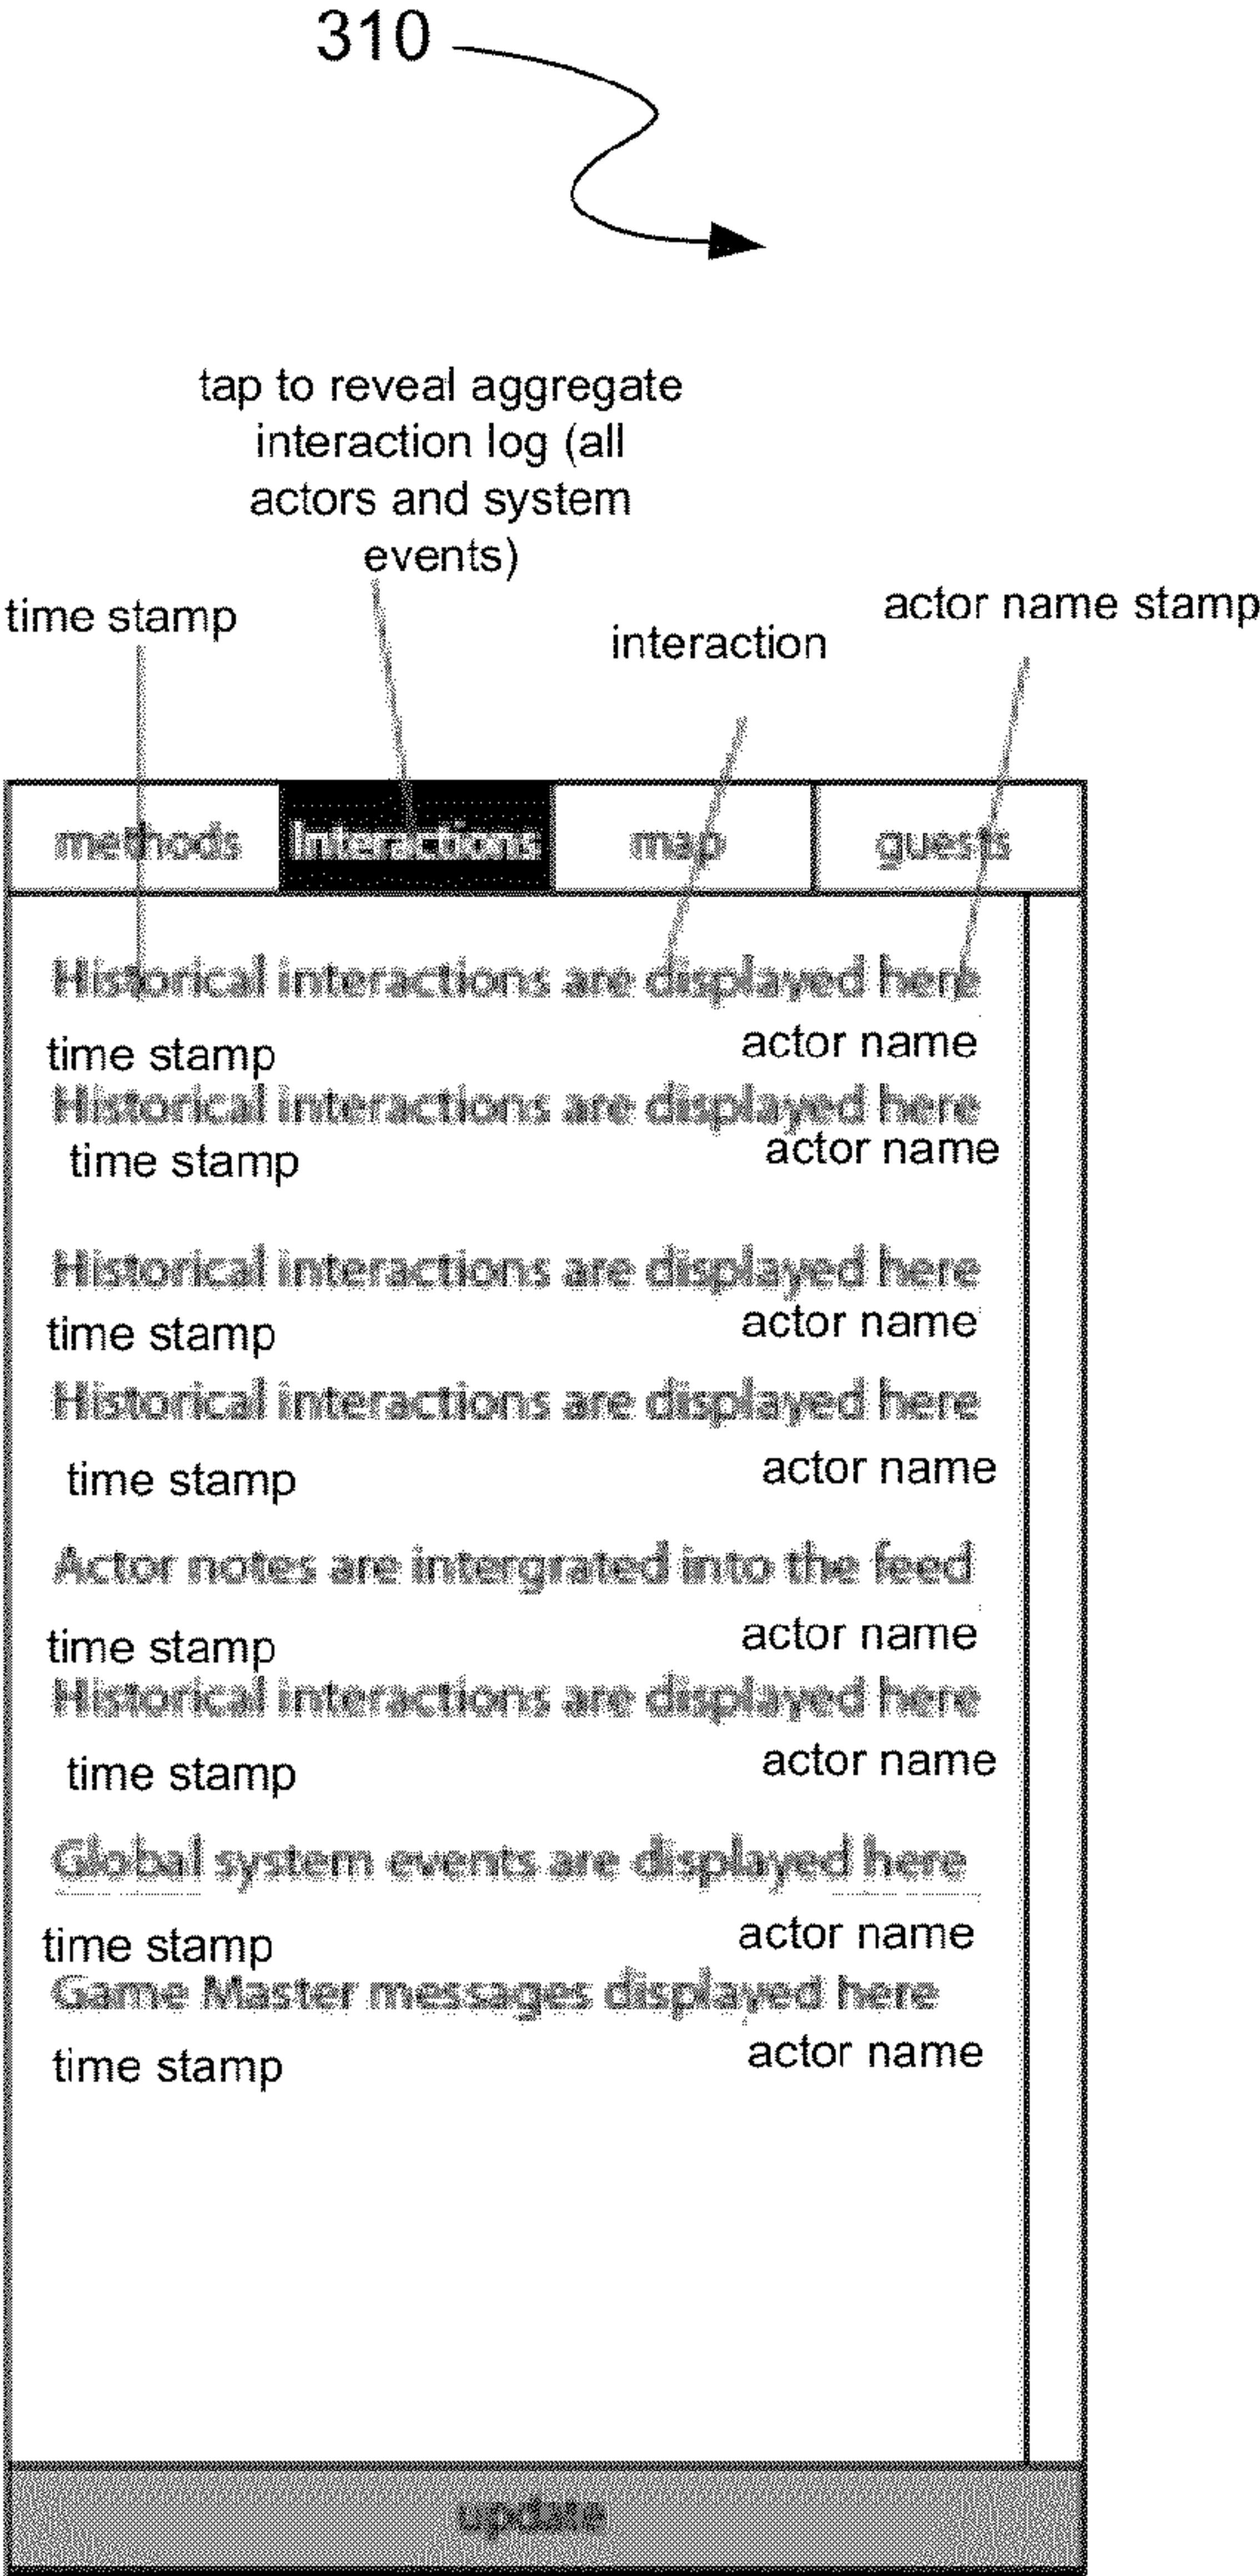 310
tap to reveal aggregate
interaction log (all
actors and system
events)
time stamp
interaction
actor name stamp
methods Interactions map guests
Historical interactions are displayed here
time stamp actor name
Historical interactions are displayed here
time stamp actor name
Historical interactions are displayed here
time stamp actor name
Historical interactions are displayed here
time stamp actor name
Actor notes are intergrated into the feed
time stamp actor name
Historical interactions are displayed here
time stamp actor name
Global system events are displayed here
time stamp actor name
Game Master messages displayed here
time stamp actor name
update